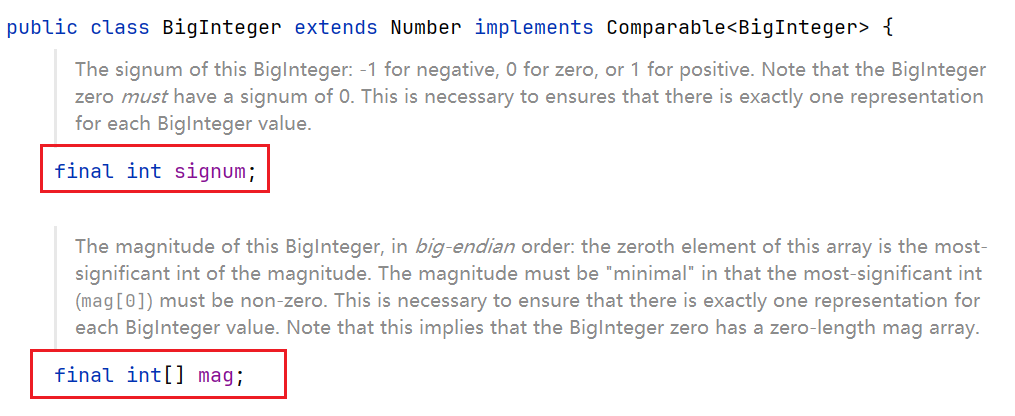 public class BigInteger extends Number implements Comparable<BigInteger> {
The signum of this BigInteger: -1 for negative, 0 for zero, or 1 for positive. Note that the BigInteger
zero must have a signum of 0. This is necessary to ensures that there is exactly one representation
for each BigInteger value.
final int signum;
The magnitude of this BigInteger, in big-endian order: the zeroth element of this array is the most-
significant int of the magnitude. The magnitude must be "minimal" in that the most-significant int
(mag[0]) must be non-zero. This is necessary to ensure that there is exactly one representation for
each BigInteger value. Note that this implies that the BigInteger zero has a zero-length mag array.
final int[] mag;